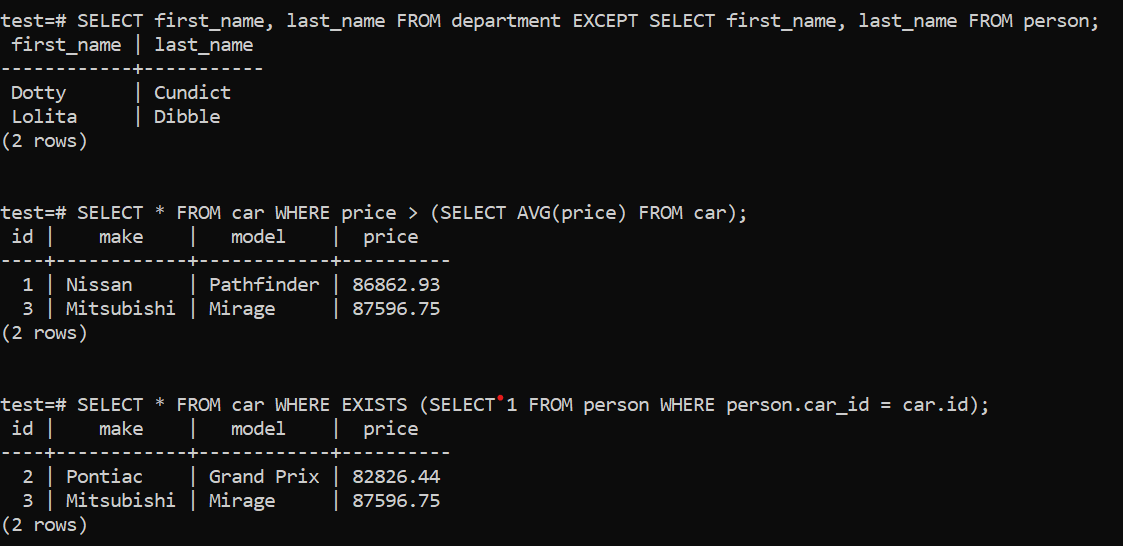 test=# SELECT first_name, last_name FROM department EXCEPT SELECT first_name, last_name FROM person;
 first_name | last_name
------------+-----------
 Dotty      | Cundict
 Lolita     | Dibble
(2 rows)
test=# SELECT * FROM car WHERE price > (SELECT AVG(price) FROM car);
 id |    make    |   model    |  price
----+------------+------------+----------
  1 | Nissan     | Pathfinder | 86862.93
  3 | Mitsubishi | Mirage     | 87596.75
(2 rows)
test=# SELECT * FROM car WHERE EXISTS (SELECT 1 FROM person WHERE person.car_id = car.id);
 id |    make    |   model    |  price
----+------------+------------+----------
  2 | Pontiac    | Grand Prix | 82826.44
  3 | Mitsubishi | Mirage     | 87596.75
(2 rows)